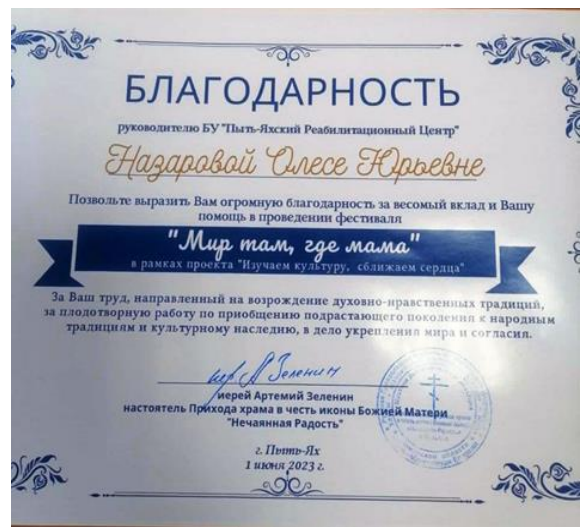 БЛАГОДАРНОСТЬ
руководителю БУ "Пыть-Яхский Реабилитационный Центр"
Назаровой Олесе Юрьевне
Позвольте выразить Вам огромную благодарность за весомый вклад и Вашу
помощь в проведении фестиваля
"Мир там, где мама"
в рамках проекта "Изучаем культуру, сближаем сердца"
За Ваш труд, направленный на возрождение духовно-нравственных традиций,
за плодотворную работу по приобщению подрастающего поколения к народным
традициям и культурному наследию, в дело укрепления мира и согласия.
иер А Зеленин
иерей Артемий Зеленин
настоятель Прихода храма в честь иконы Божией Матери
"Нечаянная Радость"
г. Пыть-Ях
1 июня 2023 г.